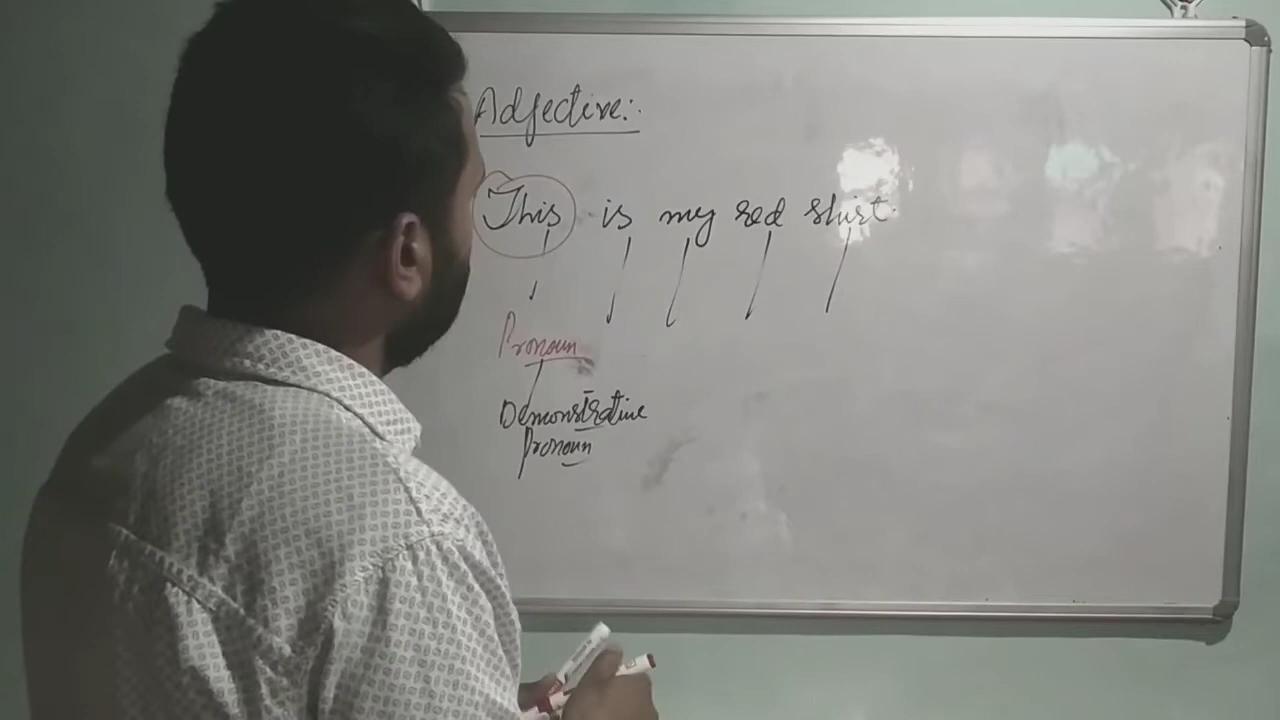 Adjective:.
This is my red shirt.
Pronoun
Demonstrative
Pronoun